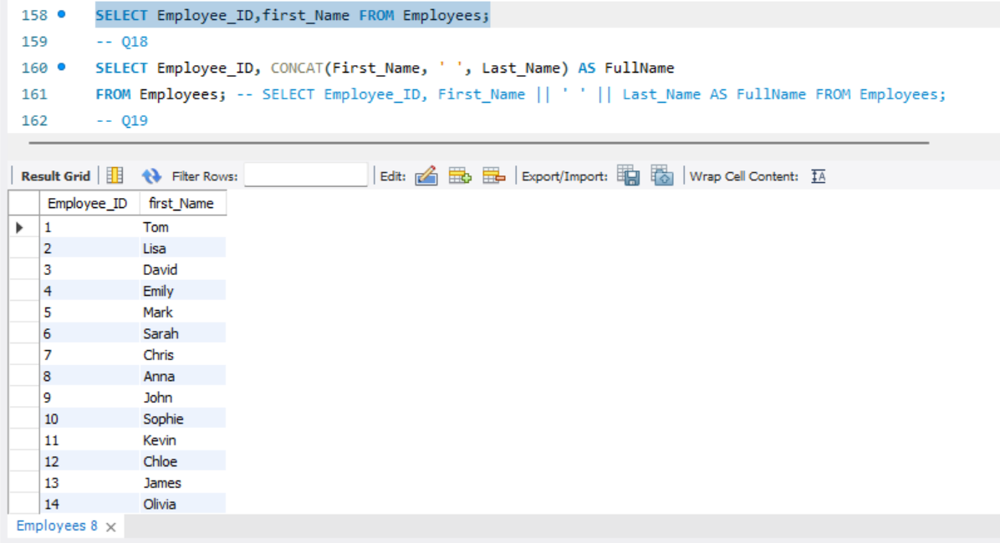 158 SELECT Employee_ID,first_Name FROM Employees;
159 -- Q18
160 SELECT Employee_ID, CONCAT(First_Name, ' ', Last_Name) AS FullName
161 FROM Employees; -- SELECT Employee_ID, First_Name || ' ' || Last_Name AS FullName FROM Employees;
162 -- Q19
Result Grid Filter Rows: Edit: Export/Import: Wrap Cell Content: IA
Employee_ID first_Name
1 Tom
2 Lisa
3 David
4 Emily
5 Mark
6 Sarah
7 Chris
8 Anna
9 John
10 Sophie
11 Kevin
12 Chloe
13 James
14 Olivia
Employees 8